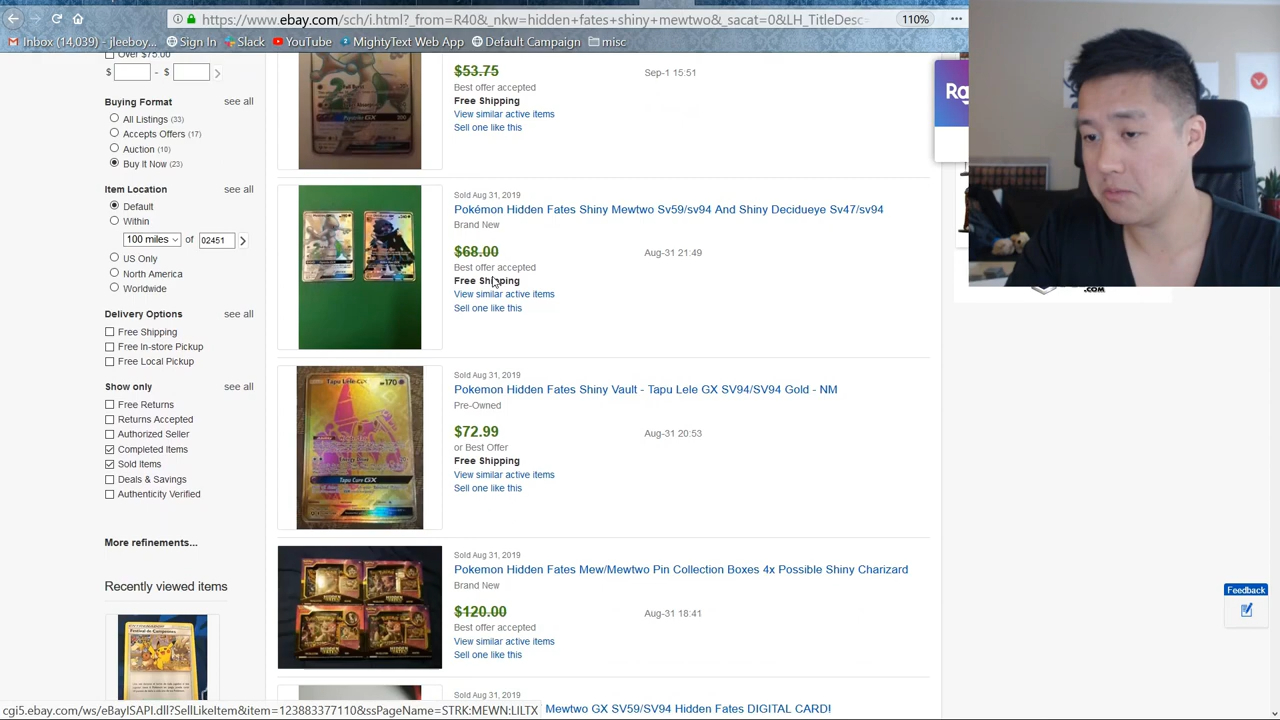 https://www.ebay.com/sch/i.html?_from=R40&_nkw=hidden+fates+shiny+mewtwo&_sacat=0&LH_TitleDesc=
110%
Inbox (14,039) - jleeboy...
Sign In
Slack
YouTube
MightyText Web App
Default Campaign
misc
Over $75.00
$ - $
Buying Format see all
All Listings (33)
Accepts Offers (17)
Auction (10)
Buy It Now (23)
Item Location see all
Default
Within
100 miles of 02451
US Only
North America
Worldwide
Delivery Options see all
Free Shipping
Free In-store Pickup
Free Local Pickup
Show only see all
Free Returns
Returns Accepted
Authorized Seller
Completed Items
Sold Items
Deals & Savings
Authenticity Verified
More refinements...
Recently viewed items
$53.75 Sep-1 15:51
Best offer accepted
Free Shipping
View similar active items
Sell one like this
Sold Aug 31, 2019
Pokémon Hidden Fates Shiny Mewtwo Sv59/sv94 And Shiny Decidueye Sv47/sv94
Brand New
$68.00 Aug-31 21:49
Best offer accepted
Free Shipping
View similar active items
Sell one like this
Sold Aug 31, 2019
Pokemon Hidden Fates Shiny Vault - Tapu Lele GX SV94/SV94 Gold - NM
Pre-Owned
$72.99 Aug-31 20:53
or Best Offer
Free Shipping
View similar active items
Sell one like this
Tapu Lele GX 170
Tapu Cure GX
Sold Aug 31, 2019
Pokemon Hidden Fates Mew/Mewtwo Pin Collection Boxes 4x Possible Shiny Charizard
Brand New
$120.00 Aug-31 18:41
Best offer accepted
View similar active items
Sell one like this
Sold Aug 31, 2019
Mewtwo GX SV59/SV94 Hidden Fates DIGITAL CARD!
.COM
Feedback
cgi5.ebay.com/ws/eBayISAPI.dll?SellLikeItem&item=123883377110&ssPageName=STRK:MEWN:LILTX